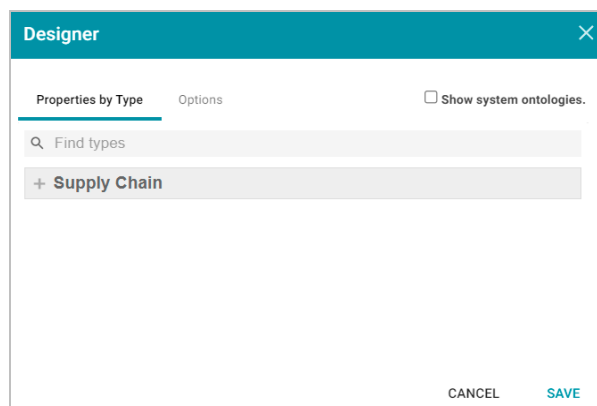 Designer
Properties by Type Options Show system ontologies.
Find types
+ Supply Chain
CANCEL SAVE